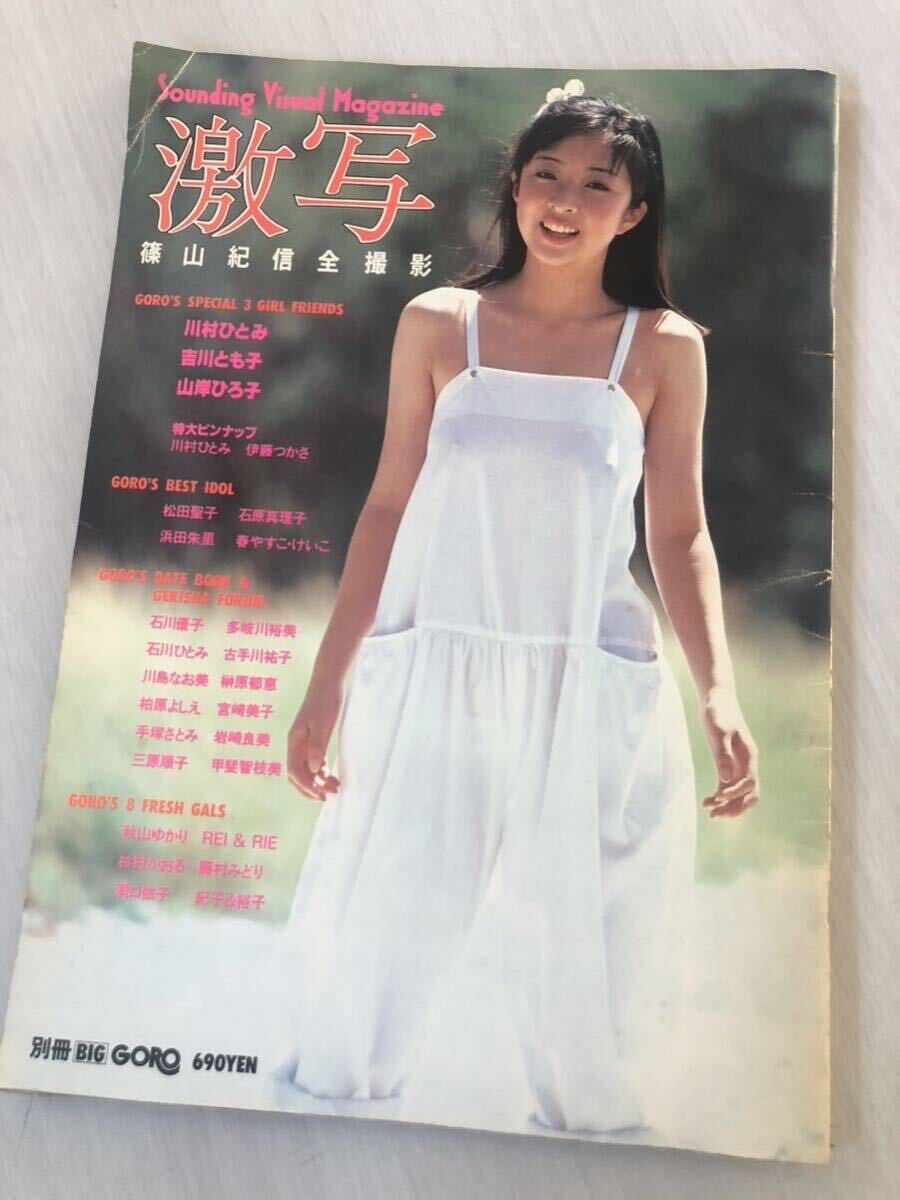 Sounding Visual Magazine
激写
篠山紀信全撮影
GORO'S SPECIAL 3 GIRL FRIENDS
川村ひとみ
吉川とも子
山岸ひろ子
特大ピンナップ
川村ひとみ 伊藤つかさ
GORO'S BEST IDOL
松田聖子 石原真理子
浜田朱里 春やすこ・けいこ
GORO'S DATE BOOK &
GEKISHA FORUM
石川優子 多岐川裕美
石川ひとみ 古手川祐子
川島なお美 榊原郁恵
柏原よしえ 宮崎美子
手塚さとみ 岩崎良美
三原順子 甲斐智枝美
GORO'S 8 FRESH GALS
秋山ゆかり REI & RIE
杉村かおる 藤村みどり
溝口依子 紀子&裕子
別冊 BIG GORO 690YEN